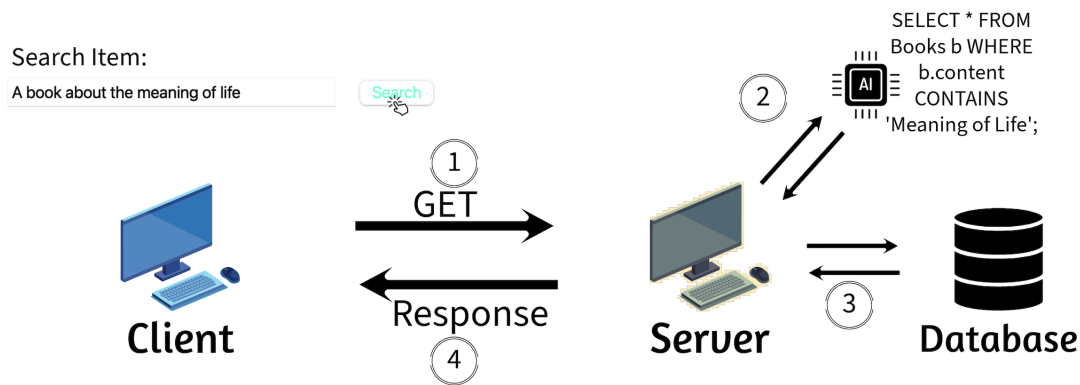 Search Item:
A book about the meaning of life
Search
1
GET
Response
4
Client
2
AI
SELECT * FROM
Books b WHERE
b.content
CONTAINS
'Meaning of Life';
3
Server
Database